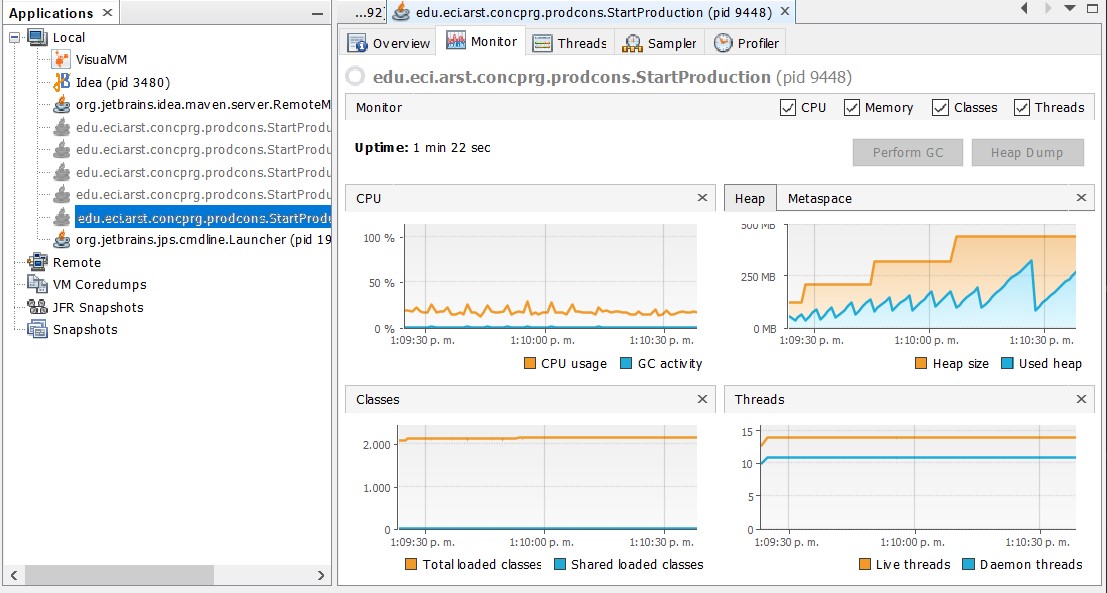 Applications
Local
VisualVM
Idea (pid 3480)
org.jetbrains.idea.maven.server.RemoteM
edu.eci.arst.concprg.prodcons.StartProdu
edu.eci.arst.concprg.prodcons.StartProdu
edu.eci.arst.concprg.prodcons.StartProdu
edu.eci.arst.concprg.prodcons.StartProdu
edu.eci.arst.concprg.prodcons.StartProdu
org.jetbrains.jps.cmdline.Launcher (pid 19
Remote
VM Coredumps
JFR Snapshots
Snapshots
...92] edu.eci.arst.concprg.prodcons.StartProduction (pid 9448)
Overview Monitor Threads Sampler Profiler
edu.eci.arst.concprg.prodcons.StartProduction (pid 9448)
Monitor CPU Memory Classes Threads
Uptime: 1 min 22 sec
Perform GC Heap Dump
CPU
100 %
50 %
0 %
1:09:30 p. m. 1:10:00 p. m. 1:10:30 p. m.
CPU usage GC activity
Heap Metaspace
500 MB
250 MB
0 MB
1:09:30 p. m. 1:10:00 p. m. 1:10:30 p. m.
Heap size Used heap
Classes
2.000
1.000
0
1:09:30 p. m. 1:10:00 p. m. 1:10:30 p. m.
Total loaded classes Shared loaded classes
Threads
15
10
5
0
1:09:30 p. m. 1:10:00 p. m. 1:10:30 p. m.
Live threads Daemon threads